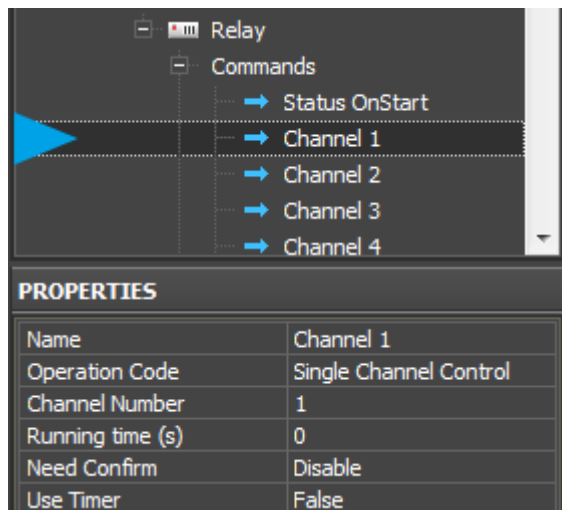 Relay
Commands
Status OnStart
Channel 1
Channel 2
Channel 3
Channel 4
PROPERTIES
Name Channel 1
Operation Code Single Channel Control
Channel Number 1
Running time (s) 0
Need Confirm Disable
Use Timer False